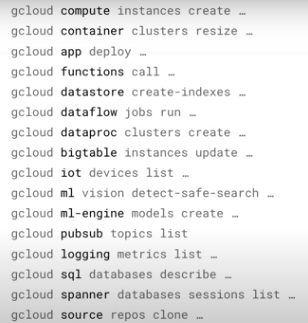 gcloud compute instances create …
gcloud container clusters resize …
gcloud app deploy …
gcloud functions call …
gcloud datastore create-indexes …
gcloud dataflow jobs run …
gcloud dataproc clusters create …
gcloud bigtable instances update …
gcloud iot devices list …
gcloud ml vision detect-safe-search …
gcloud ml-engine models create …
gcloud pubsub topics list
gcloud logging metrics list …
gcloud sql databases describe …
gcloud spanner databases sessions list …
gcloud source repos clone …